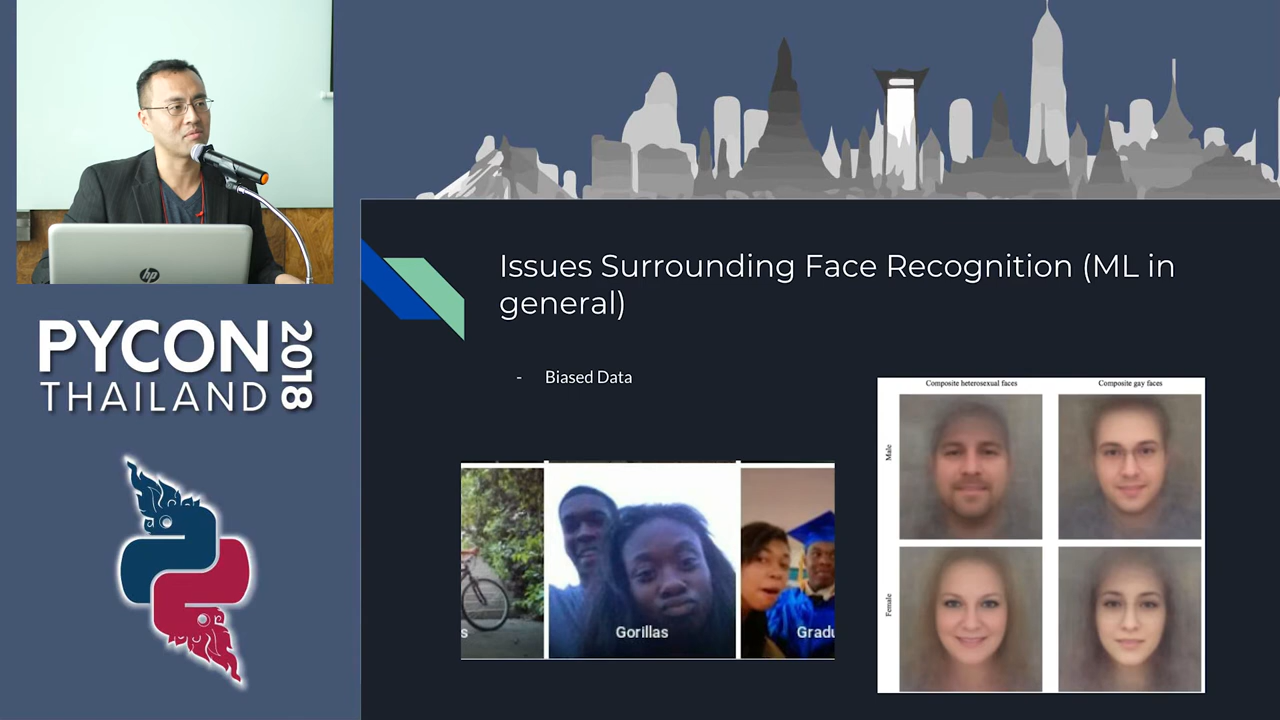 hp
PYCON
THAILAND
2018
Issues Surrounding Face Recognition (ML in
general)
- Biased Data
s
Gorillas
Gradu
Composite heterosexual faces
Composite gay faces
Male
Female